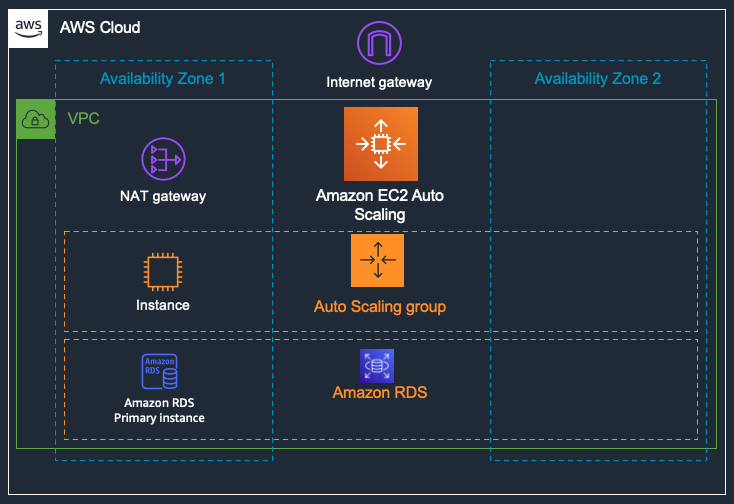 aws
AWS Cloud
Internet gateway
Availability Zone 1
Availability Zone 2
VPC
NAT gateway
Amazon EC2 Auto
Scaling
Instance
Auto Scaling group
Amazon
RDS
Amazon RDS
Primary instance
Amazon RDS